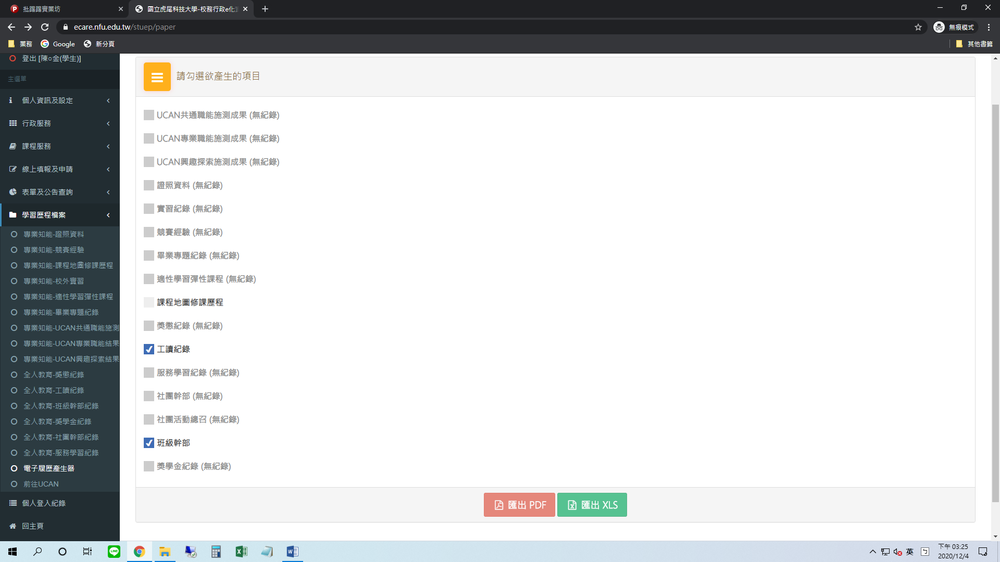 批踢踢實業坊
國立虎尾科技大學-校務行政e化
ecare.nfu.edu.tw/stuep/paper
無痕模式
業務
Google
新分頁
其他書籤
登出 [陳○金(學生)]
主選單
個人資訊及設定
行政服務
課程服務
線上填報及申請
表單及公告查詢
學習歷程檔案
專業知能-證照資料
專業知能-競賽經驗
專業知能-課程地圖修課歷程
專業知能-校外實習
專業知能-適性學習彈性課程
專業知能-畢業專題紀錄
專業知能-UCAN共通職能施測
專業知能-UCAN專業職能結果
專業知能-UCAN興趣探索結果
全人教育-獎懲紀錄
全人教育-工讀紀錄
全人教育-班級幹部紀錄
全人教育-獎學金紀錄
全人教育-社團幹部紀錄
全人教育-服務學習紀錄
電子履歷產生器
前往UCAN
個人登入紀錄
回主頁
請勾選欲產生的項目
UCAN共通職能施測成果 (無紀錄)
UCAN專業職能施測成果 (無紀錄)
UCAN興趣探索施測成果 (無紀錄)
證照資料 (無紀錄)
實習紀錄 (無紀錄)
競賽經驗 (無紀錄)
畢業專題紀錄 (無紀錄)
適性學習彈性課程 (無紀錄)
課程地圖修課歷程
獎懲紀錄 (無紀錄)
工讀紀錄
服務學習紀錄 (無紀錄)
社團幹部 (無紀錄)
社團活動總召 (無紀錄)
班級幹部
獎學金紀錄 (無紀錄)
匯出 PDF
匯出 XLS
LINE
英
下午 03:25
2020/12/4